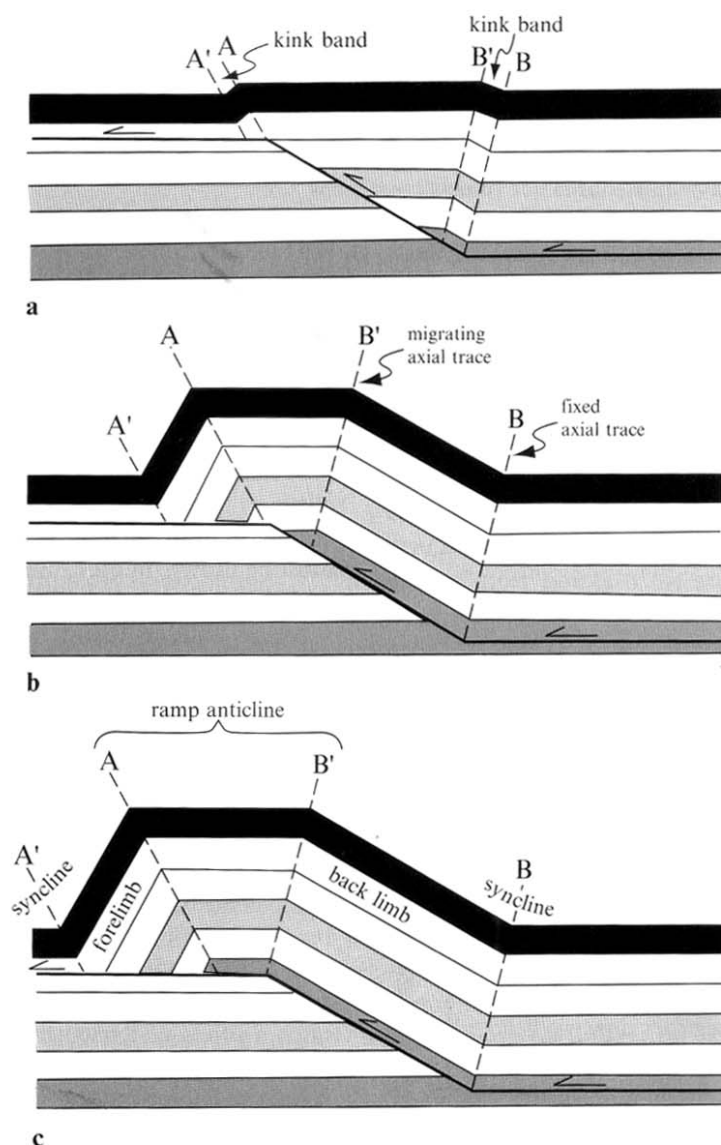 A' A kink band
kink band
B' B
a
A
B'
migrating
axial trace
A'
B
fixed
axial trace
b
ramp anticline
A
B'
A'
syncline
forelimb
back limb
B
syncline
c